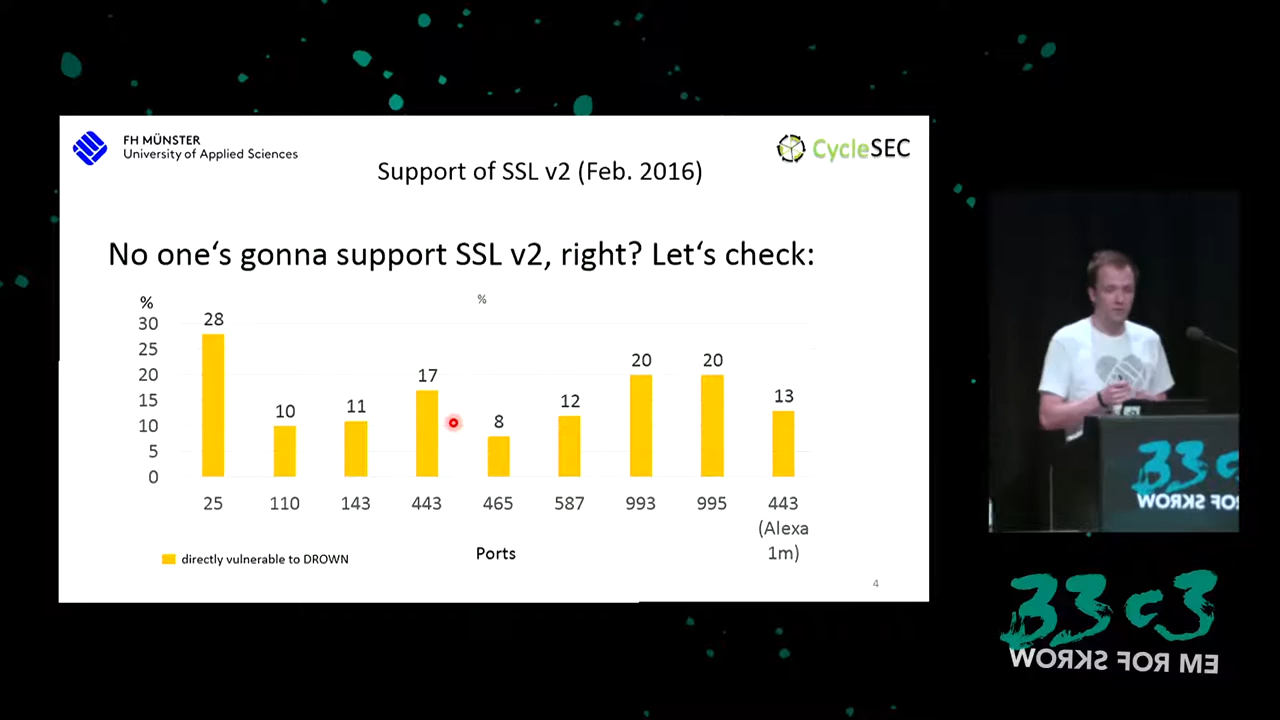 FH MÜNSTER
University of Applied Sciences
CycleSEC
Support of SSL v2 (Feb. 2016)
No one‘s gonna support SSL v2, right? Let‘s check:
%
%
30
25
20
15
10
5
0
28
10
11
17
8
12
20
20
13
25
110
143
443
465
587
993
995
443
(Alexa
1m)
Ports
directly vulnerable to DROWN
4
33c3
WORKS FOR
33c3
WORKS FOR ME